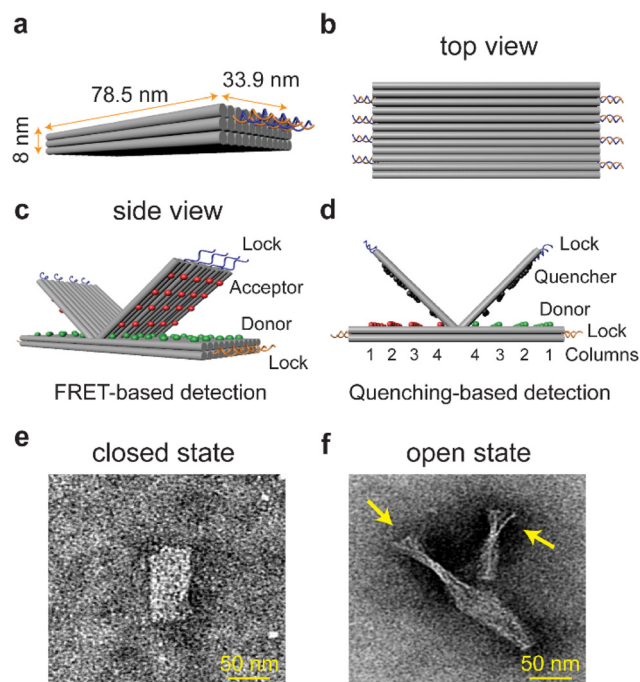 a
78.5 nm
33.9 nm
8 nm
b
top view
c
side view
Lock
Acceptor
Donor
Lock
FRET-based detection
d
Lock
Quencher
Donor
Lock
1 2 3 4 4 3 2 1 Columns
Quenching-based detection
e
closed state
50 nm
f
open state
50 nm